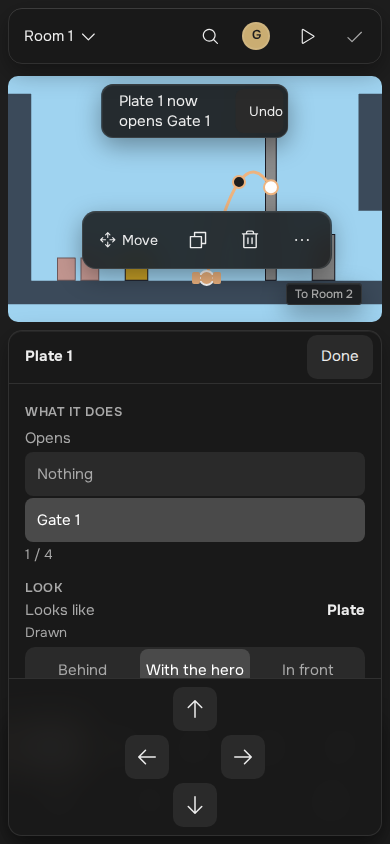 Room 1
G
Plate 1 now
opens Gate 1
Undo
Move
To Room 2
Plate 1
Done
WHAT IT DOES
Opens
Nothing
Gate 1
1 / 4
LOOK
Looks like
Plate
Drawn
Behind
With the hero
In front